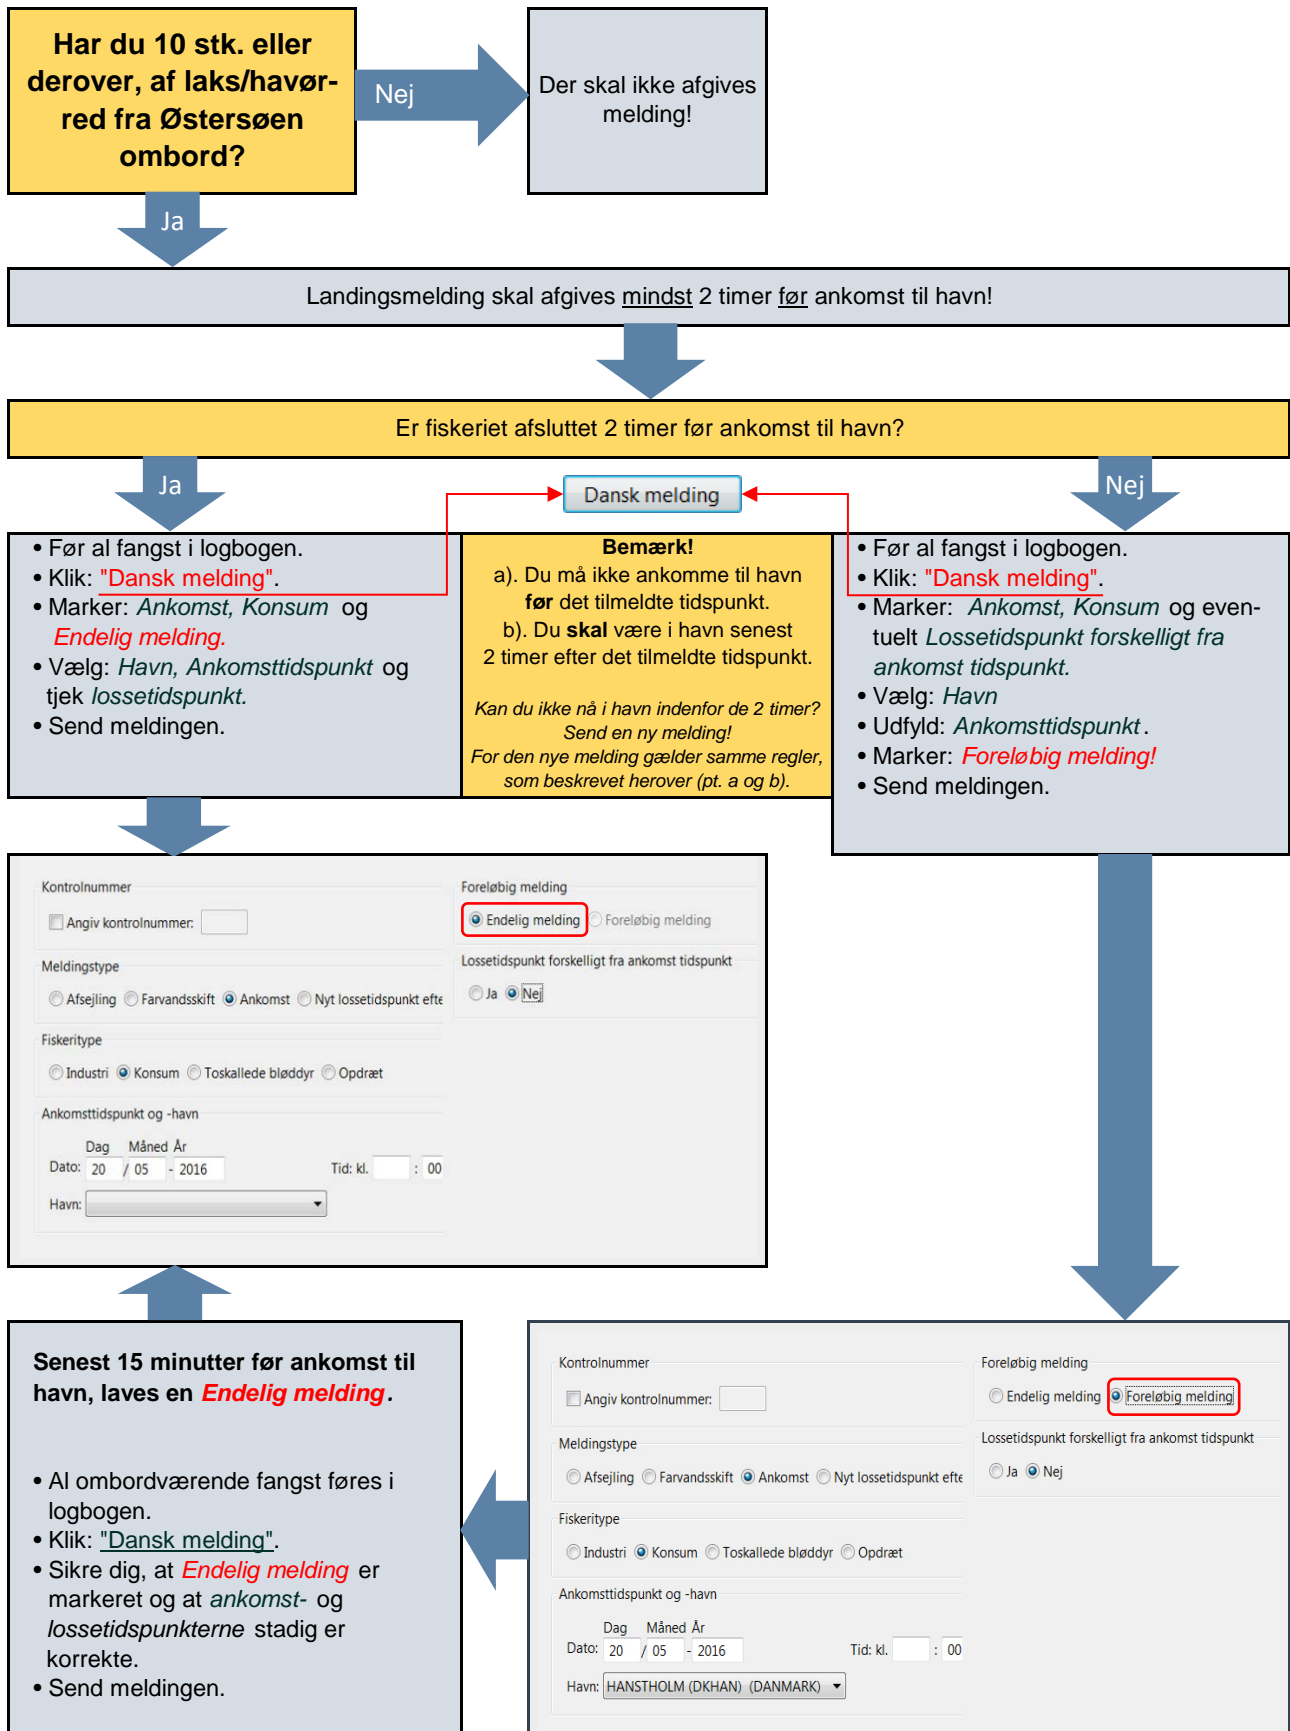 Har du 10 stk. eller
derover, af laks/havør-
red fra Østersøen
ombord?
Nej
Der skal ikke afgives
melding!
Ja
Landingsmelding skal afgives mindst 2 timer før ankomst til havn!
Er fiskeriet afsluttet 2 timer før ankomst til havn?
Ja
Dansk melding
Nej
• Før al fangst i logbogen.
• Klik: "Dansk melding".
• Marker: Ankomst, Konsum og
Endelig melding.
• Vælg: Havn, Ankomsttidspunkt og
tjek lossetidspunkt.
• Send meldingen.
Bemærk!
a). Du må ikke ankomme til havn
før det tilmeldte tidspunkt.
b). Du skal være i havn senest
2 timer efter det tilmeldte tidspunkt.
Kan du ikke nå i havn indenfor de 2 timer?
Send en ny melding!
For den nye melding gælder samme regler,
som beskrevet herover (pt. a og b).
• Før al fangst i logbogen.
• Klik: "Dansk melding".
• Marker: Ankomst, Konsum og even-
tuelt Lossetidspunkt forskelligt fra
ankomst tidspunkt.
• Vælg: Havn
• Udfyld: Ankomsttidspunkt.
• Marker: Foreløbig melding!
• Send meldingen.
Kontrolnummer
Angiv kontrolnummer:
Meldingstype
Afsejling Farvandsskift Ankomst Nyt lossetidspunkt efte
Fiskeritype
Industri Konsum Toskallede bløddyr Opdræt
Ankomsttidspunkt og -havn
Dag Måned År
Dato: 20 / 05 - 2016 Tid: kl. : 00
Havn:
Foreløbig melding
Endelig melding Foreløbig melding
Lossetidspunkt forskelligt fra ankomst tidspunkt
Ja Nej
Senest 15 minutter før ankomst til
havn, laves en Endelig melding.
• Al ombordværende fangst føres i
logbogen.
• Klik: "Dansk melding".
• Sikre dig, at Endelig melding er
markeret og at ankomst- og
lossetidspunkterne stadig er
korrekte.
• Send meldingen.
Kontrolnummer
Angiv kontrolnummer:
Meldingstype
Afsejling Farvandsskift Ankomst Nyt lossetidspunkt efte
Fiskeritype
Industri Konsum Toskallede bløddyr Opdræt
Ankomsttidspunkt og -havn
Dag Måned År
Dato: 20 / 05 - 2016 Tid: kl. : 00
Havn: HANSTHOLM (DKHAN) (DANMARK)
Foreløbig melding
Endelig melding Foreløbig melding
Lossetidspunkt forskelligt fra ankomst tidspunkt
Ja Nej